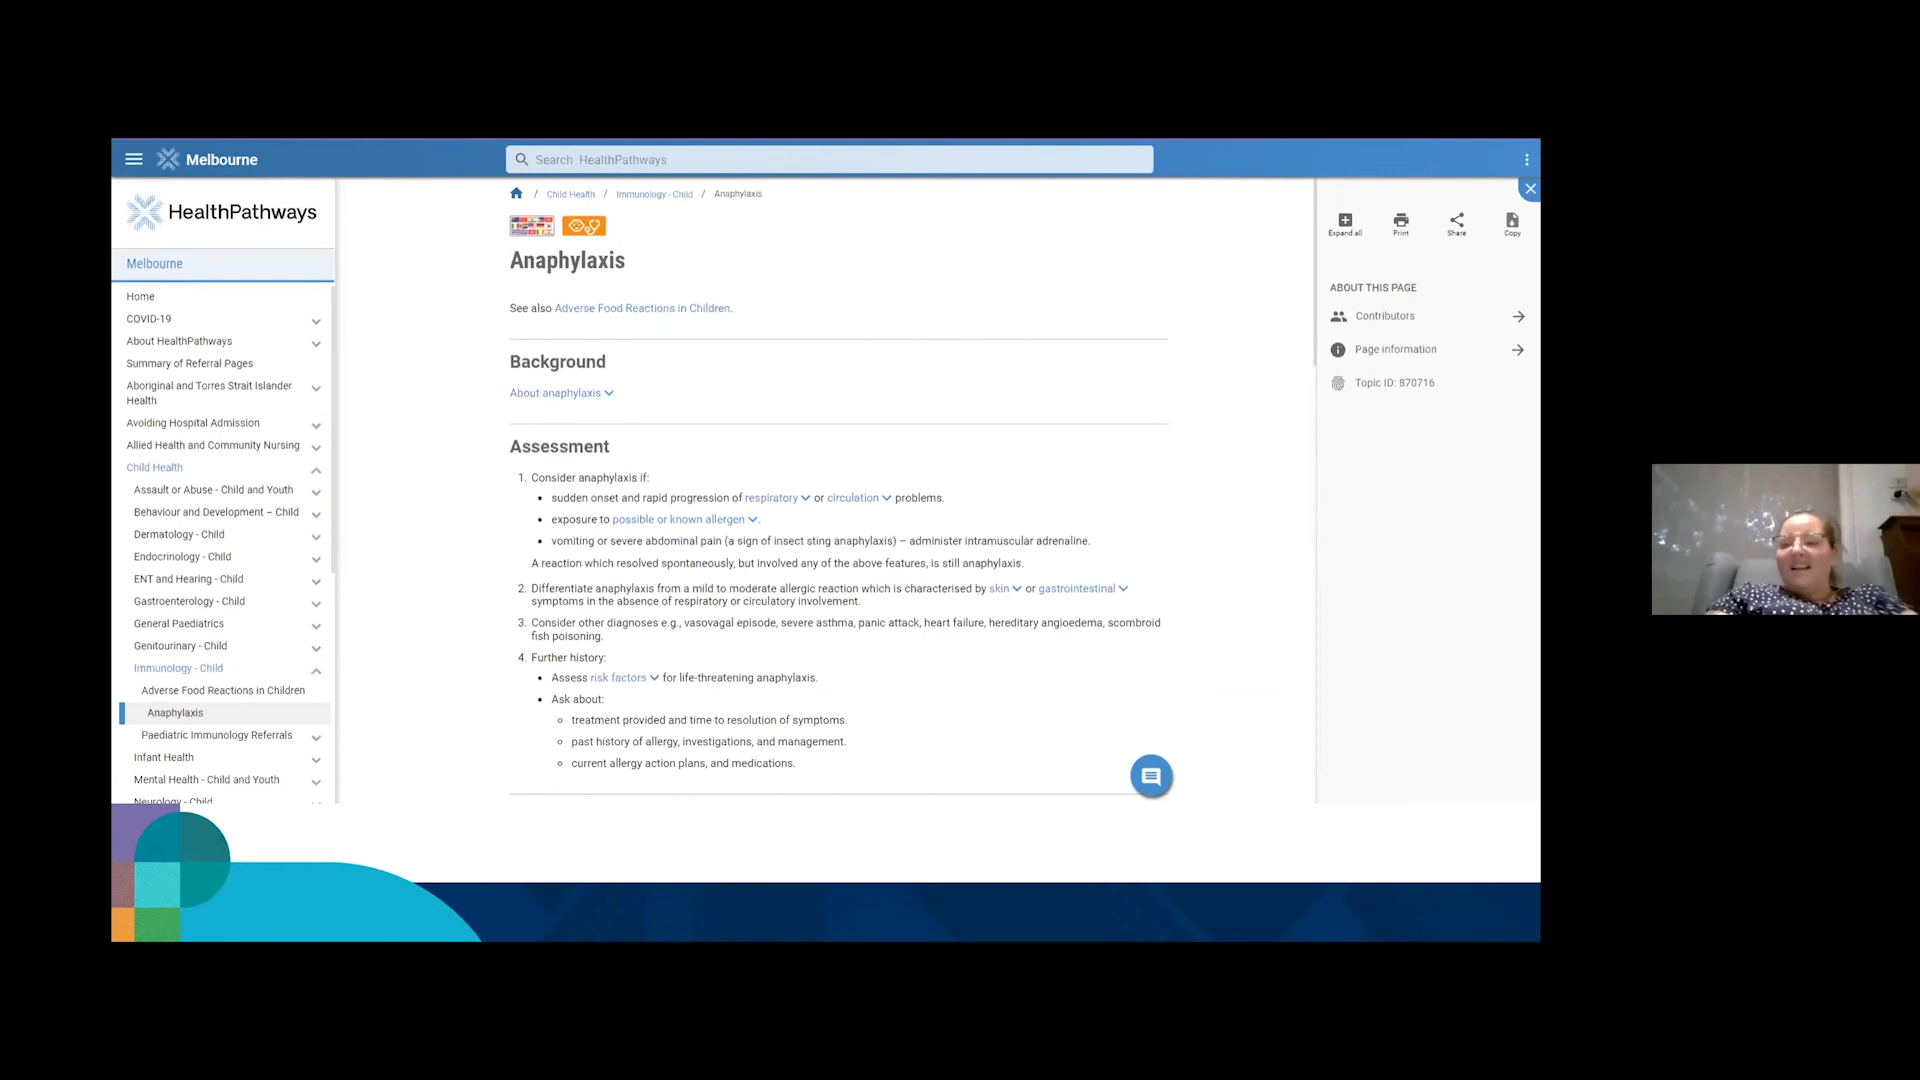 Melbourne
Search HealthPathways
HealthPathways
Melbourne
Home
COVID-19
About HealthPathways
Summary of Referral Pages
Aboriginal and Torres Strait Islander
Health
Avoiding Hospital Admission
Allied Health and Community Nursing
Child Health
Assault or Abuse - Child and Youth
Behaviour and Development – Child
Dermatology - Child
Endocrinology - Child
ENT and Hearing - Child
Gastroenterology - Child
General Paediatrics
Genitourinary - Child
Immunology - Child
Adverse Food Reactions in Children
Anaphylaxis
Paediatric Immunology Referrals
Infant Health
Mental Health - Child and Youth
Neurology - Child
/ Child Health / Immunology - Child / Anaphylaxis
Anaphylaxis
See also Adverse Food Reactions in Children.
Background
About anaphylaxis
Assessment
1. Consider anaphylaxis if:
• sudden onset and rapid progression of respiratory or circulation problems.
• exposure to possible or known allergen.
• vomiting or severe abdominal pain (a sign of insect sting anaphylaxis) – administer intramuscular adrenaline.
A reaction which resolved spontaneously, but involved any of the above features, is still anaphylaxis.
2. Differentiate anaphylaxis from a mild to moderate allergic reaction which is characterised by skin or gastrointestinal
symptoms in the absence of respiratory or circulatory involvement.
3. Consider other diagnoses e.g., vasovagal episode, severe asthma, panic attack, heart failure, hereditary angioedema, scombroid
fish poisoning.
4. Further history:
• Assess risk factors for life-threatening anaphylaxis.
• Ask about:
○ treatment provided and time to resolution of symptoms.
○ past history of allergy, investigations, and management.
○ current allergy action plans, and medications.
Expand all Print Share Copy
ABOUT THIS PAGE
Contributors
Page information
Topic ID: 870716